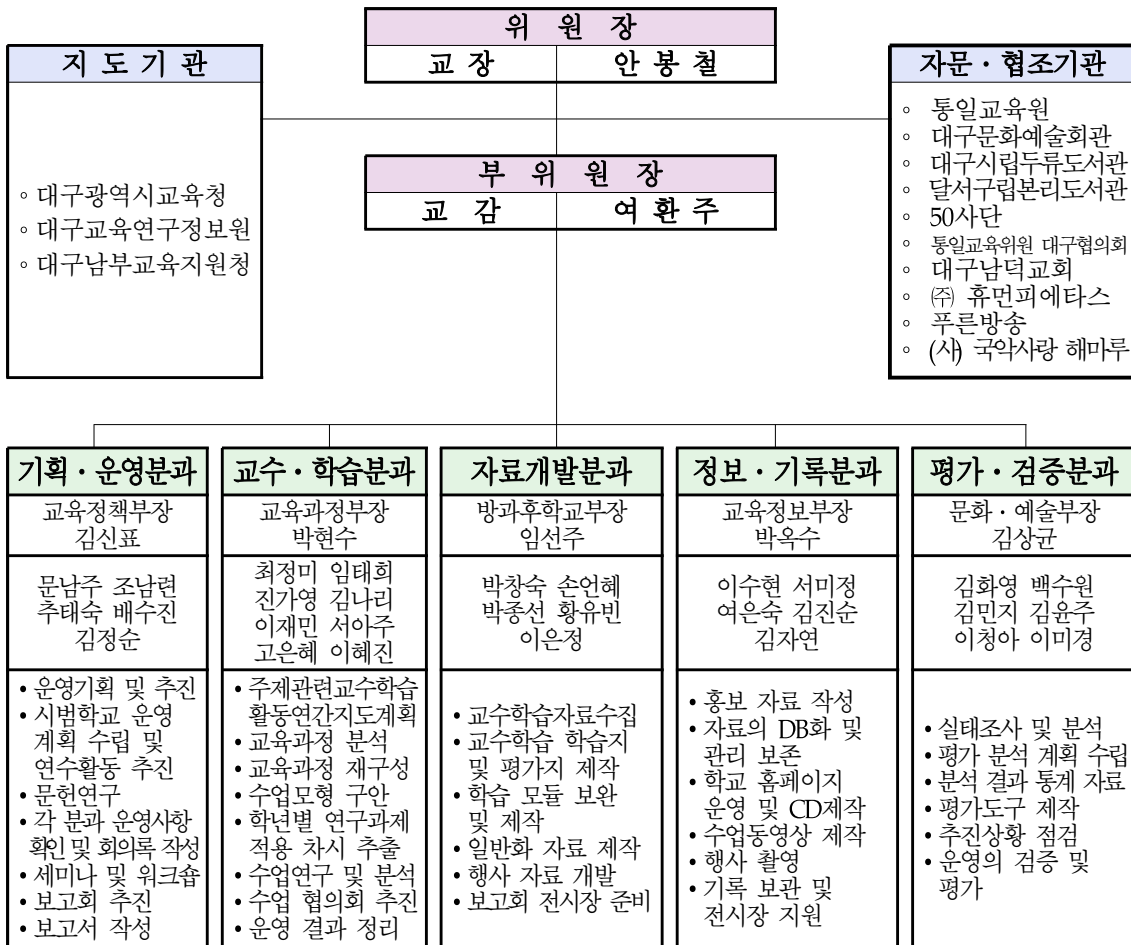 위 원 장
교 장 안 봉 철
지 도 기 관
◦ 대구광역시교육청
◦ 대구교육연구정보원
◦ 대구남부교육지원청
자문·협조기관
◦ 통일교육원
◦ 대구문화예술회관
◦ 대구시립두류도서관
◦ 달서구립본리도서관
◦ 50사단
◦ 통일교육위원 대구협의회
◦ 대구남덕교회
◦ ㈜ 휴먼피에타스
◦ 푸른방송
◦ (사) 국악사랑 해마루
부 위 원 장
교 감 여 환 주
기획·운영분과
교육정책부장
김신표
문남주 조남련
추태숙 배수진
김정순
• 운영기획 및 추진
• 시범학교 운영
계획 수립 및
연수활동 추진
• 문헌연구
• 각 분과 운영사항
확인 및 회의록 작성
• 세미나 및 워크숍
• 보고회 추진
• 보고서 작성
교수·학습분과
교육과정부장
박현수
최정미 임태희
진가영 김나리
이재민 서아주
고은혜 이혜진
• 주제관련교수학습
활동연간지도계획
• 교육과정 분석
• 교육과정 재구성
• 수업모형 구안
• 학년별 연구과제
적용 차시 추출
• 수업연구 및 분석
• 수업 협의회 추진
• 운영 결과 정리
자료개발분과
방과후학교부장
임선주
박창숙 손언혜
박종선 황유빈
이은정
• 교수학습자료수집
• 교수학습 학습지
및 평가지 제작
• 학습 모듈 보완
및 제작
• 일반화 자료 제작
• 행사 자료 개발
• 보고회 전시장 준비
정보·기록분과
교육정보부장
박옥수
이수현 서미정
여은숙 김진순
김자연
• 홍보 자료 작성
• 자료의 DB화 및
관리 보존
• 학교 홈페이지
운영 및 CD제작
• 수업동영상 제작
• 행사 촬영
• 기록 보관 및
전시장 지원
평가·검증분과
문화·예술부장
김상균
김화영 백수원
김민지 김윤주
이청아 이미경
• 실태조사 및 분석
• 평가 분석 계획 수립
• 분석 결과 통계 자료
• 평가도구 제작
• 추진상황 점검
• 운영의 검증 및
평가